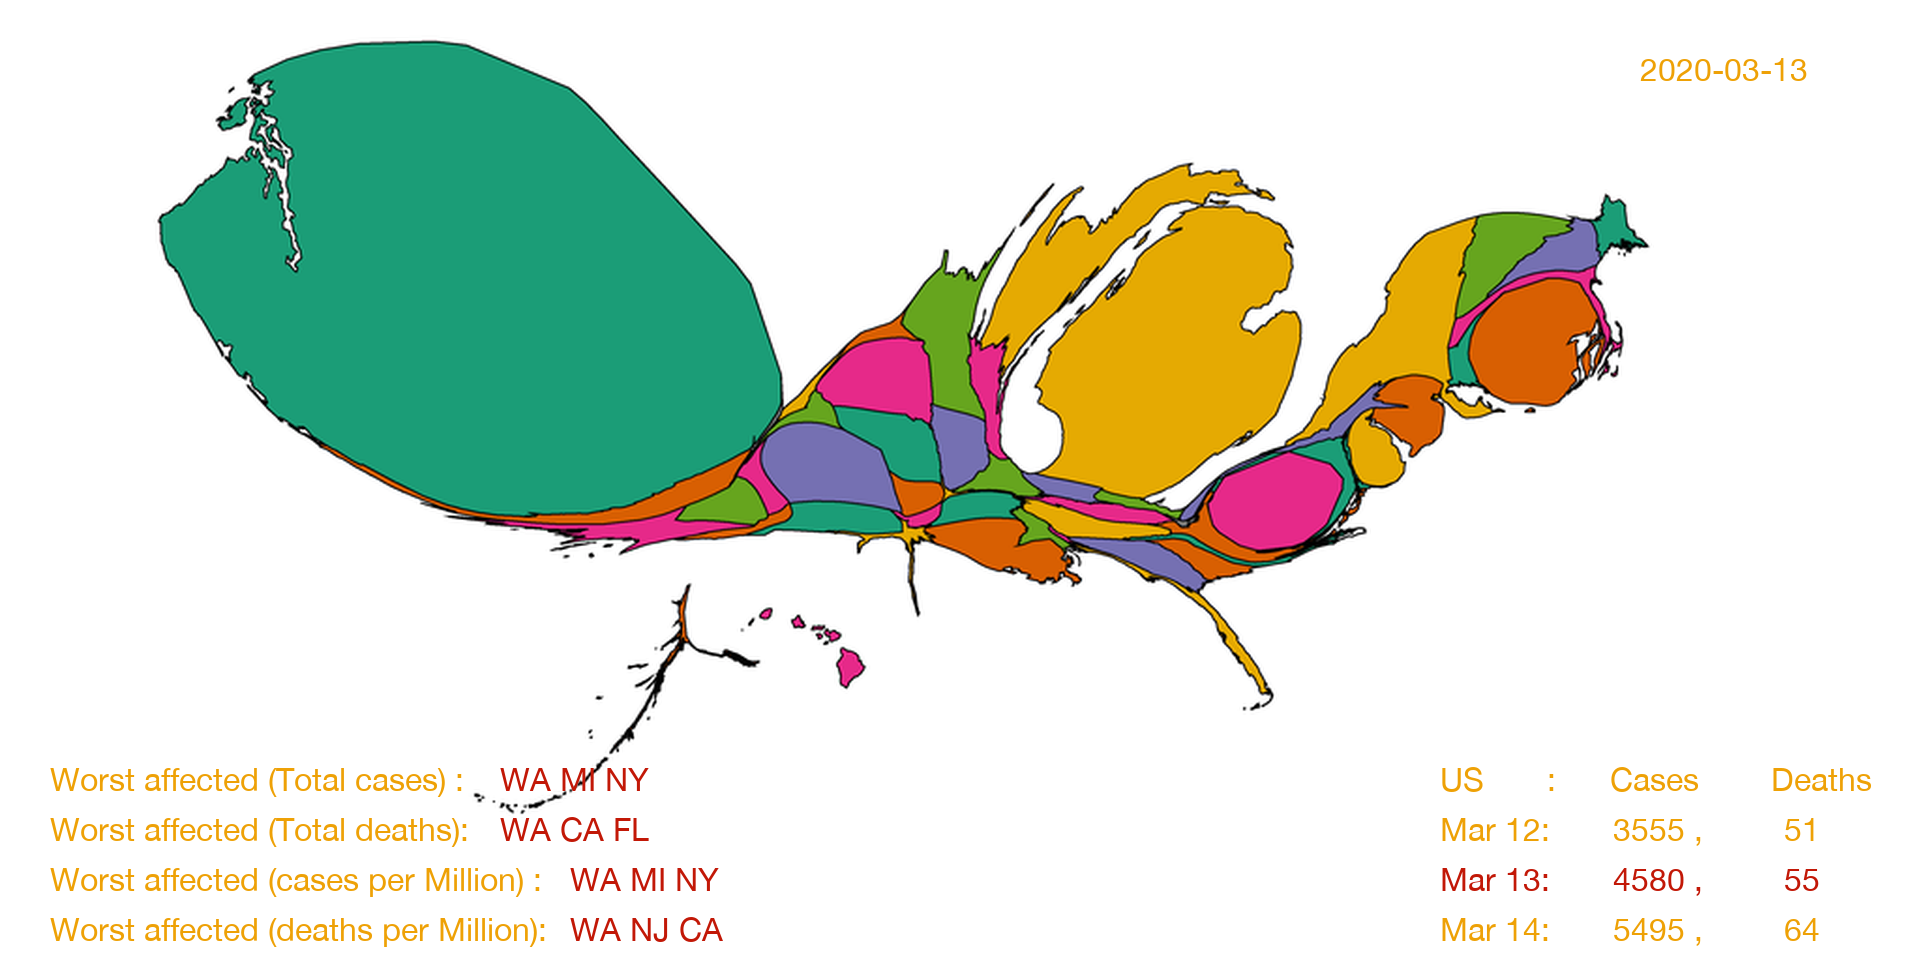 2020-03-13
Worst affected (Total cases) : WA MI NY
Worst affected (Total deaths): WA CA FL
Worst affected (cases per Million) : WA MI NY
Worst affected (deaths per Million): WA NJ CA
US : Cases Deaths
Mar 12: 3555 , 51
Mar 13: 4580 , 55
Mar 14: 5495 , 64